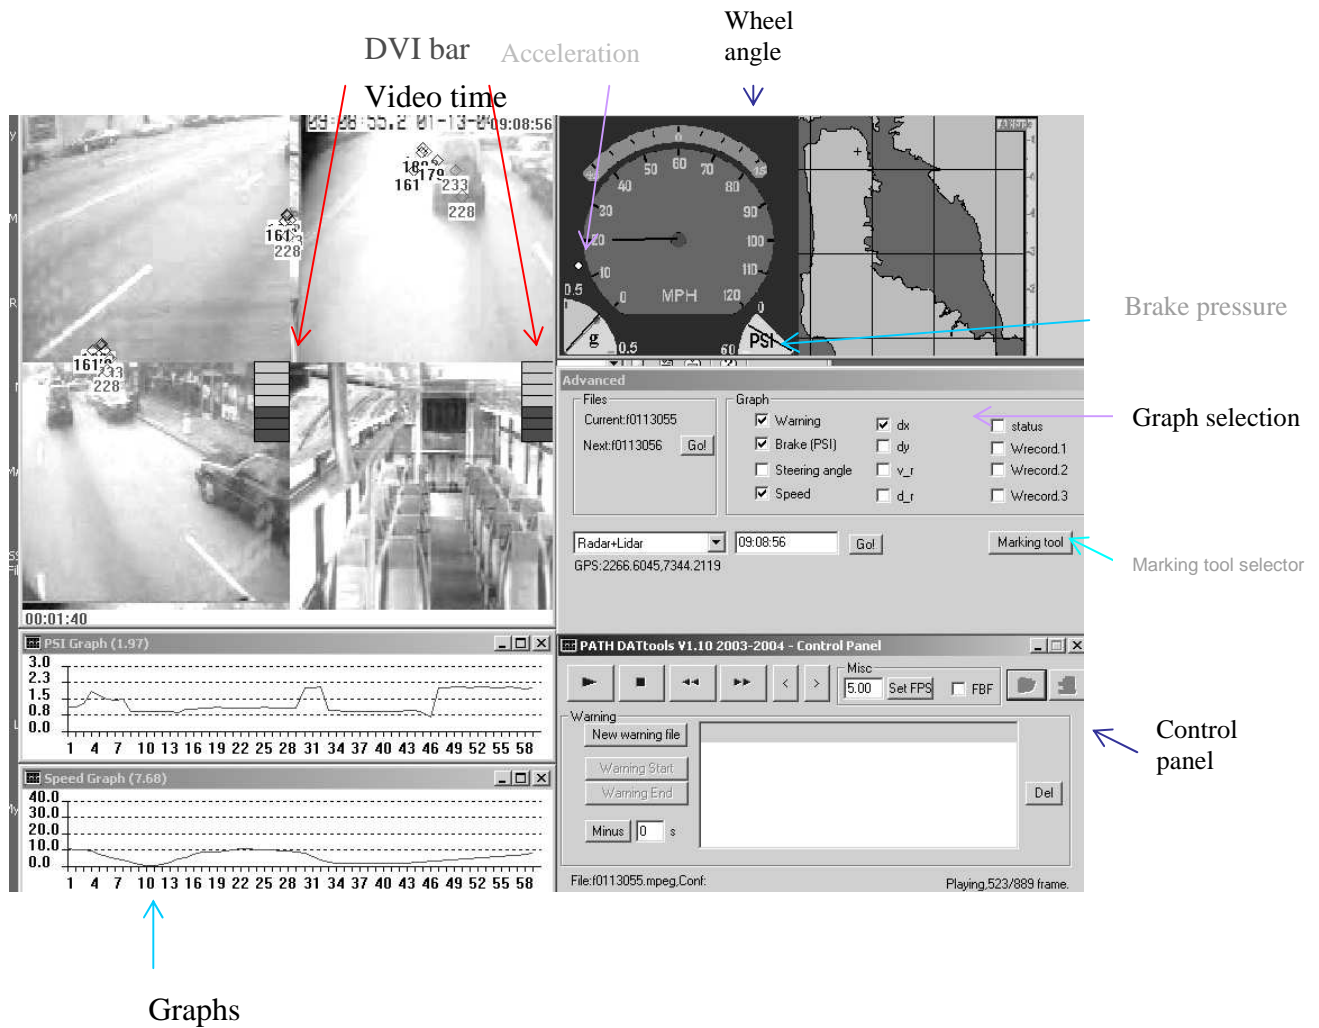 Wheel
angle
DVI bar
Acceleration
Video time
09:08:56
161
179
233
228
161
228
161
228
0
15
50
60
70
40
80
30
90
20
100
10
110
0
MPH
120
0.5
g
0.5
0
60
PSI
Brake pressure
Advanced
Files
Current:f0113055
Next:f0113056
Go!
Graph
Warning
dx
status
Brake (PSI)
dy
Wrecord.1
Steering angle
v_r
Wrecord.2
Speed
d_r
Wrecord.3
Graph selection
Radar+Lidar
09:08:56
Go!
Marking tool
GPS:2266.6045,7344.2119
Marking tool selector
00:01:40
PSI Graph (1.97)
3.0
2.3
1.5
0.8
0.0
1 4 7 10 13 16 19 22 25 28 31 34 37 40 43 46 49 52 55 58
Speed Graph (7.68)
40.0
30.0
20.0
10.0
0.0
1 4 7 10 13 16 19 22 25 28 31 34 37 40 43 46 49 52 55 58
PATH DATtools V1.10 2003-2004 - Control Panel
Misc
5.00
Set FPS
FBF
Warning
New warning file
Warning Start
Warning End
Minus
0
s
Del
File:f0113055.mpeg,Conf:
Playing,523/889 frame.
Control
panel
Graphs